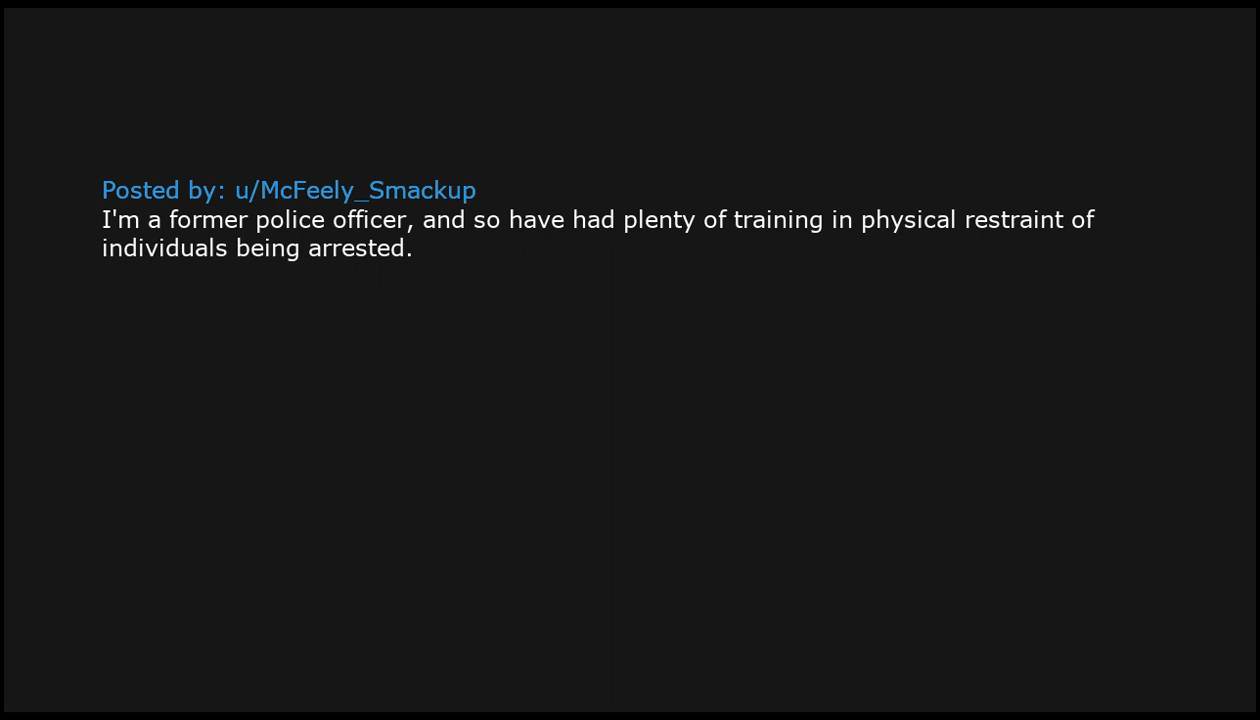 Posted by: u/McFeely_Smackup
I'm a former police officer, and so have had plenty of training in physical restraint of
individuals being arrested.